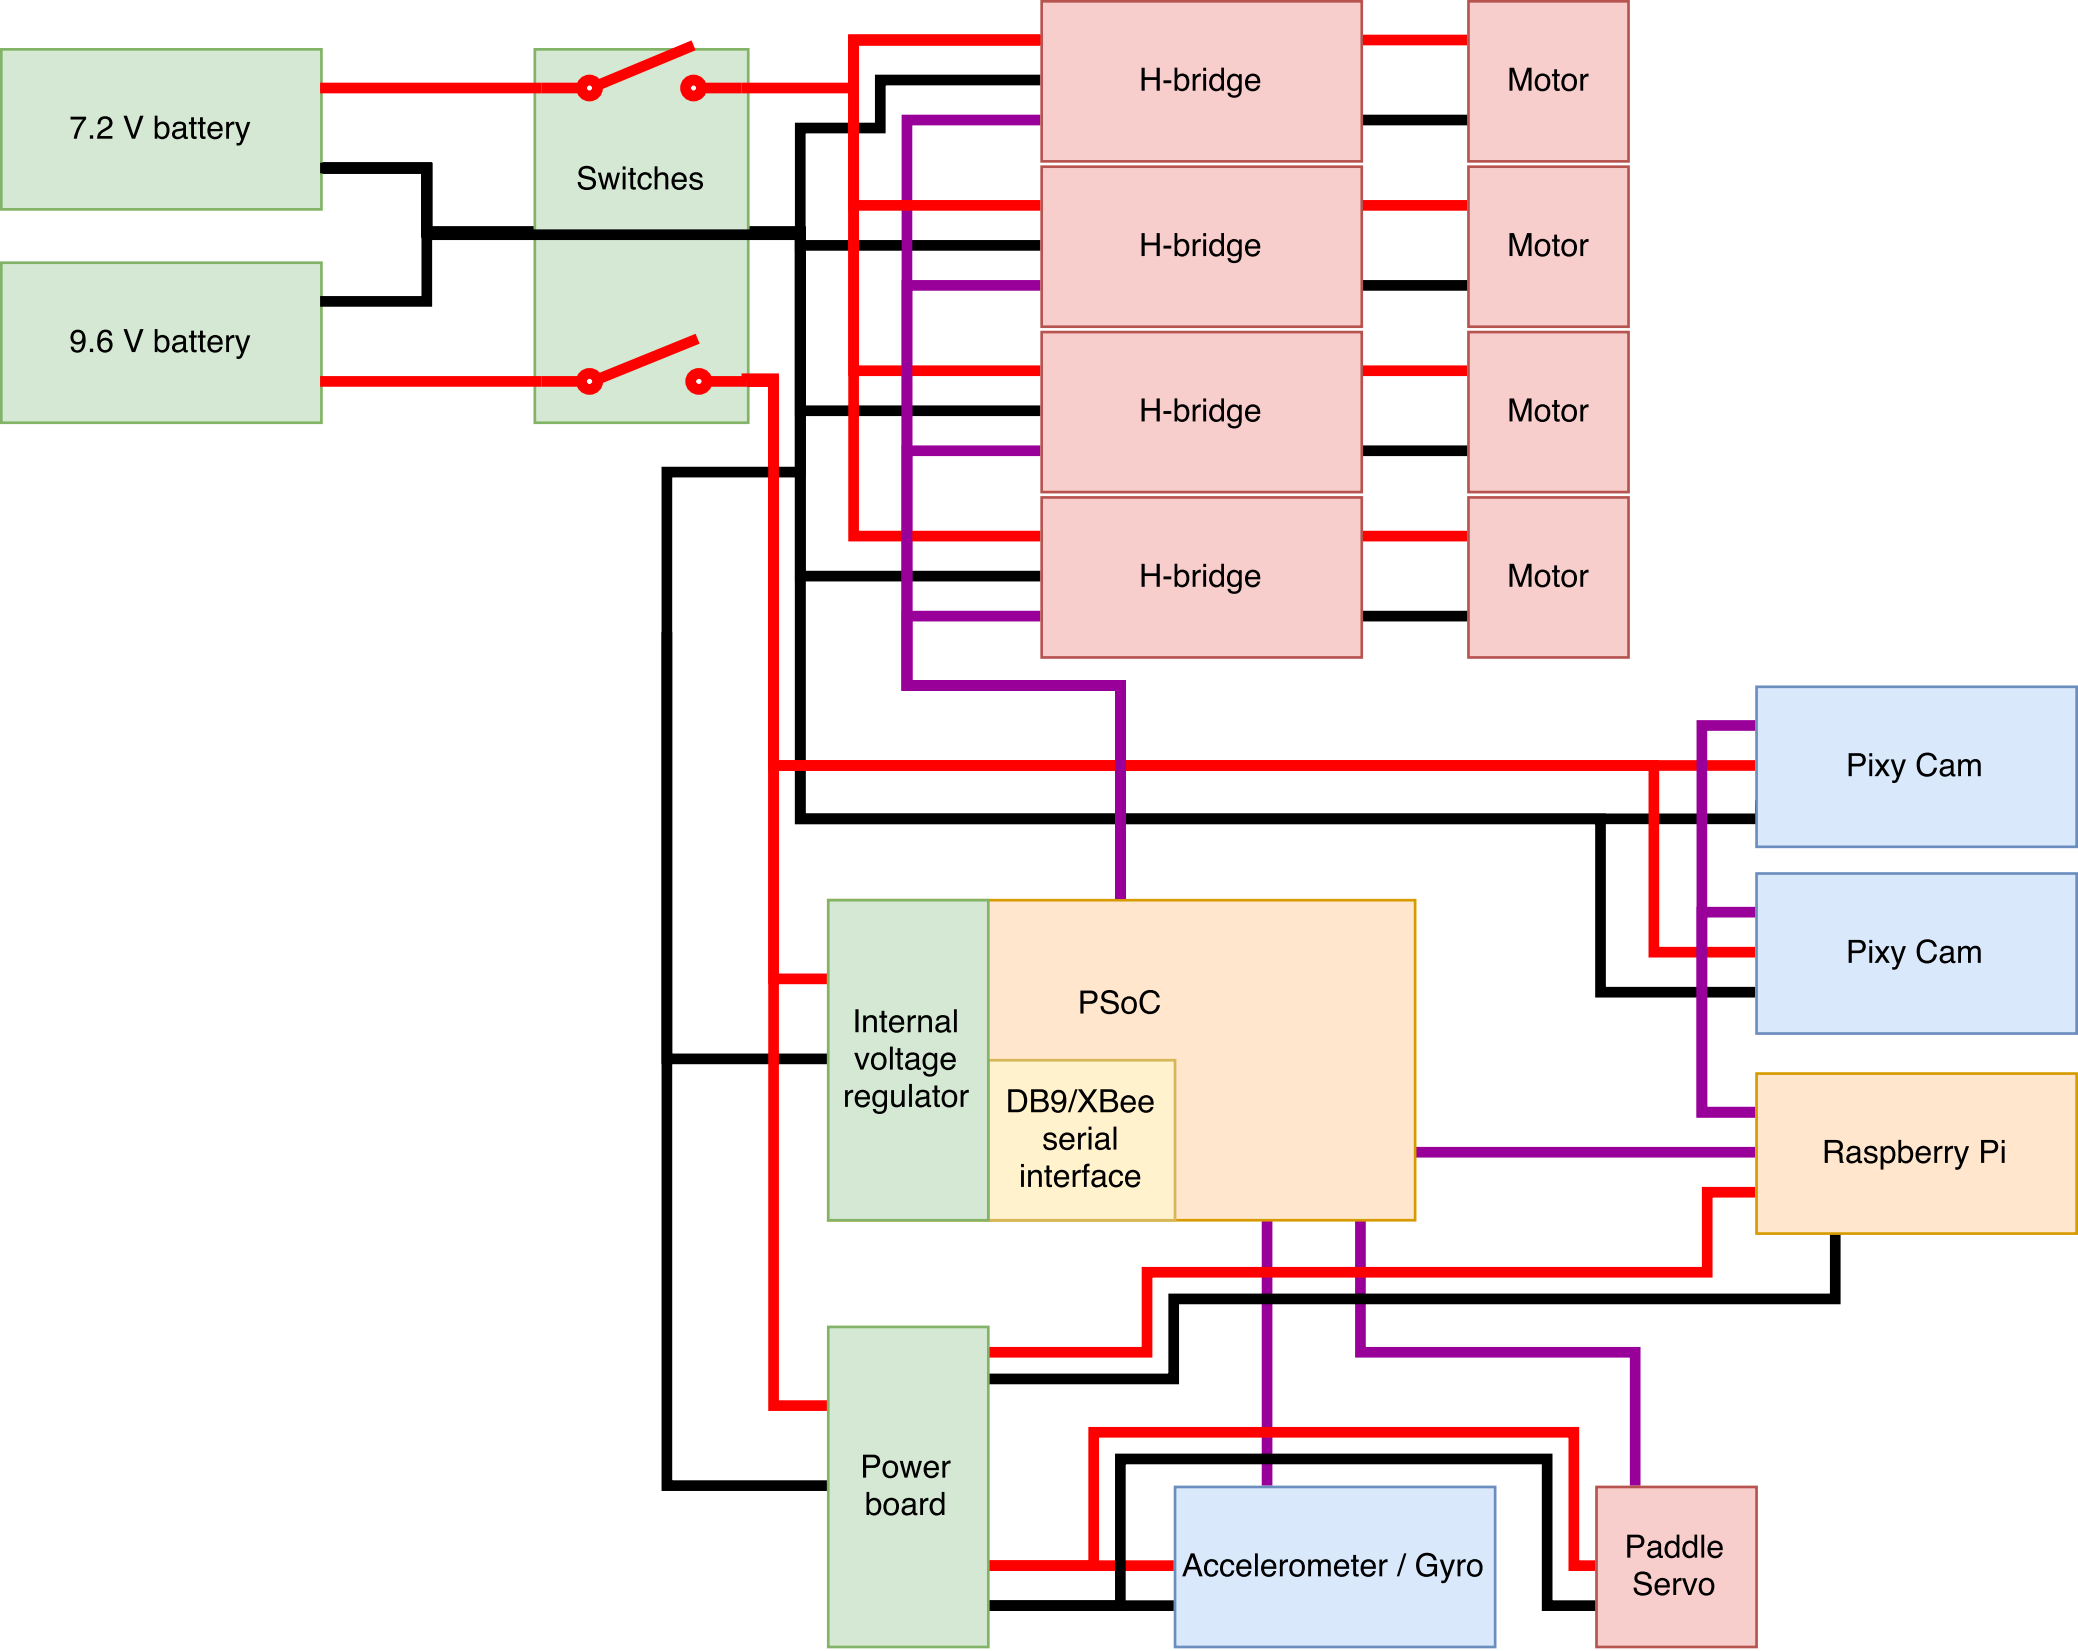 7.2 V battery
9.6 V battery
Switches
H-bridge
Motor
H-bridge
Motor
H-bridge
Motor
H-bridge
Motor
Pixy Cam
Pixy Cam
Raspberry Pi
PSoC
Internal
voltage
regulator
DB9/XBee
serial
interface
Power
board
Accelerometer / Gyro
Paddle
Servo